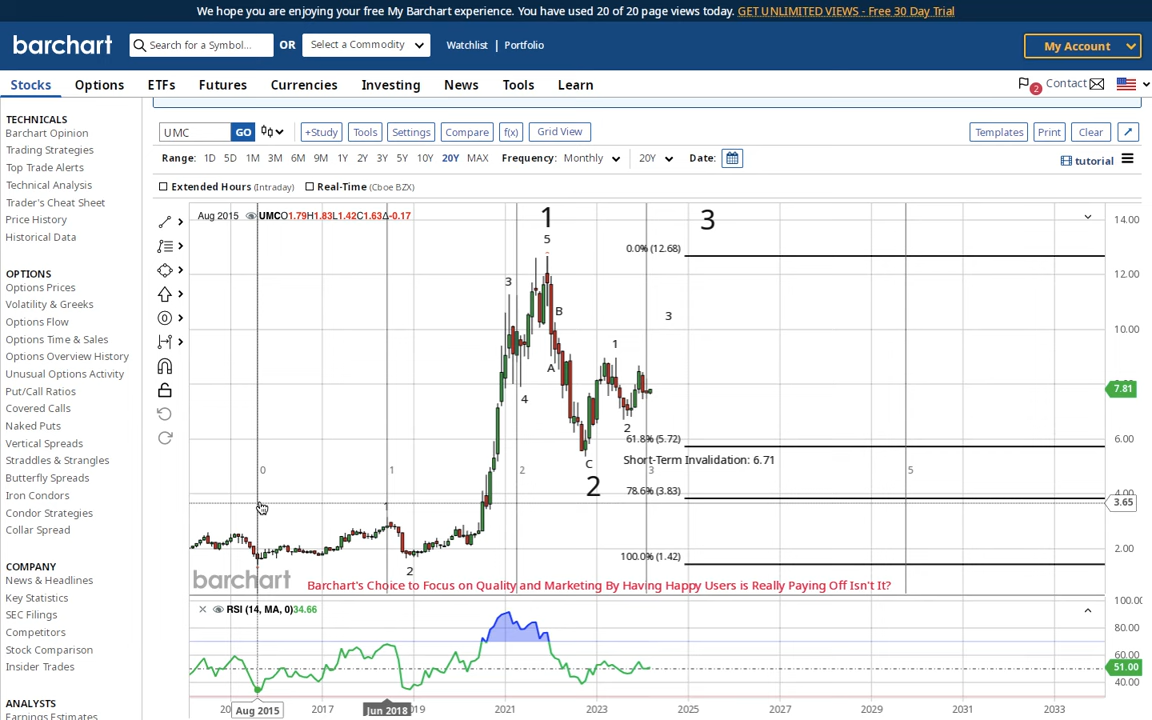 We hope you are enjoying your free My Barchart experience. You have used 20 of 20 page views today. GET UNLIMITED VIEWS - Free 30 Day Trial
barchart Search for a Symbol... OR Select a Commodity Watchlist | Portfolio My Account
Stocks Options ETFs Futures Currencies Investing News Tools Learn 2 Contact
TECHNICALS
Barchart Opinion
Trading Strategies
Top Trade Alerts
Technical Analysis
Trader's Cheat Sheet
Price History
Historical Data
OPTIONS
Options Prices
Volatility & Greeks
Options Flow
Options Time & Sales
Options Overview History
Unusual Options Activity
Put/Call Ratios
Covered Calls
Naked Puts
Vertical Spreads
Straddles & Strangles
Butterfly Spreads
Iron Condors
Condor Strategies
Collar Spread
COMPANY
News & Headlines
Key Statistics
SEC Filings
Competitors
Stock Comparison
Insider Trades
ANALYSTS
Earnings Estimates
UMC GO +Study Tools Settings Compare f(x) Grid View Templates Print Clear
Range: 1D 5D 1M 3M 6M 9M 1Y 2Y 3Y 5Y 10Y 20Y MAX Frequency: Monthly 20Y Date: tutorial
Extended Hours (Intraday) Real-Time (Cboe BZX)
Aug 2015 UMC O1.79 H1.83 L1.42 C1.63 Δ-0.17
1
3
14.00
5
0.0% (12.68)
12.00
3
B
3
10.00
1
A
7.81
4
2
61.8% (5.72)
6.00
C
Short-Term Invalidation: 6.71
0
1
2
3
5
2
78.6% (3.83)
4.00
3.65
1
2.00
100.0% (1.42)
2
barchart
Barchart's Choice to Focus on Quality and Marketing By Having Happy Users is Really Paying Off Isn't It?
RSI (14, MA, 0) 34.66
100.00
80.00
60.00
51.00
40.00
20 Aug 2015 2017 Jun 2018 019 2021 2023 2025 2027 2029 2031 2033